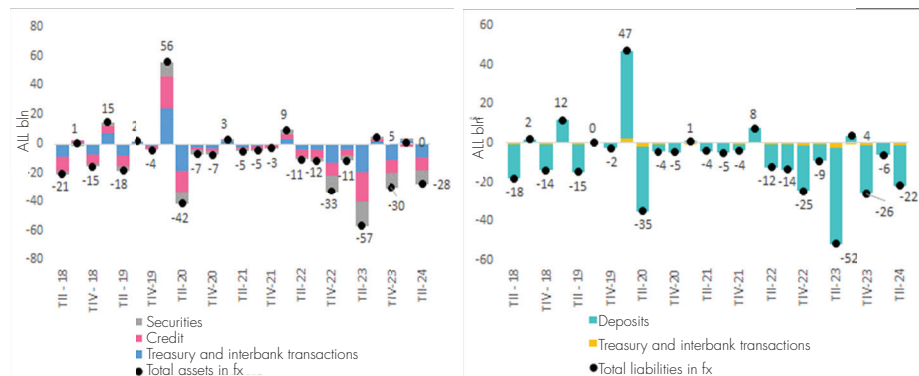 80
60
40
20
0
-20
-40
-60
-80
ALL bln
-21
1
-15
15
-18
2
-4
56
-42
-7
-7
3
-5
-5
-3
9
-11
-12
-33
-11
-57
5
-30
0
-28
TII - 18
TIV - 18
TII - 19
TIV-19
TII-20
TIV-20
TII-21
TIV-21
TII-22
TIV-22
TII-23
TIV-23
TII-24
Securities
Credit
Treasury and interbank transactions
Total assets in fx
60
40
20
0
-20
-40
-60
ALL bln
-18
2
-14
12
-15
0
-2
47
-35
-4
-5
1
-4
-5
-4
8
-12
-14
-25
-9
-52
4
-26
-6
-22
TII - 18
TIV - 18
TII - 19
TIV-19
TII-20
TIV-20
TII-21
TIV-21
TII-22
TIV-22
TII-23
TIV-23
TII-24
Deposits
Treasury and interbank transactions
Total liabilities in fx